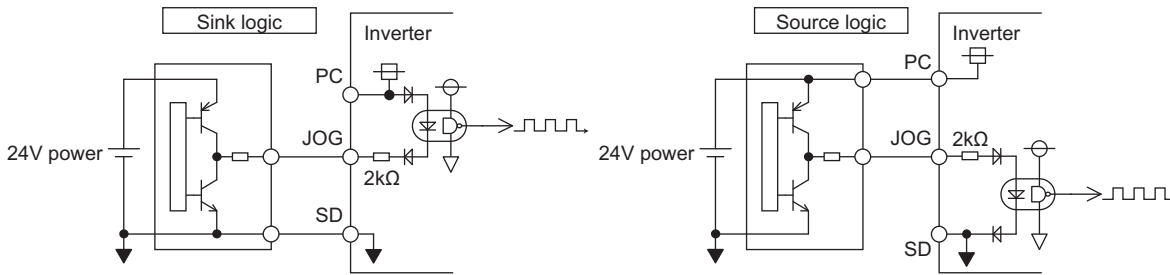 Sink logic
Inverter
PC
JOG
24V power
2kΩ
SD
Source logic
Inverter
PC
JOG
24V power
2kΩ
SD